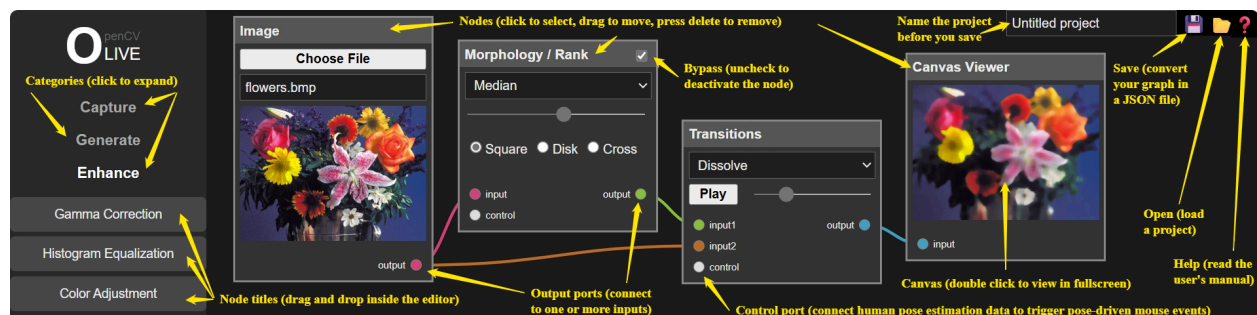 OpenCV
LIVE
Categories (click to expand)
Capture
Generate
Enhance
Gamma Correction
Histogram Equalization
Color Adjustment
Node titles (drag and drop inside the editor)
Image
Choose File
flowers.bmp
output
Nodes (click to select, drag to move, press delete to remove)
Morphology / Rank
Median
Square
Disk
Cross
input
output
control
Bypass (uncheck to
deactivate the node)
Output ports (connect
to one or more inputs)
Transitions
Dissolve
Play
input1
output
input2
control
Control port (connect human pose estimation data to trigger pose-driven mouse events)
Name the project
before you save
Untitled project
Canvas Viewer
input
Canvas (double click to view in fullscreen)
Save (convert
your graph in
a JSON file)
Open (load
a project)
?
Help (read the
user's manual)